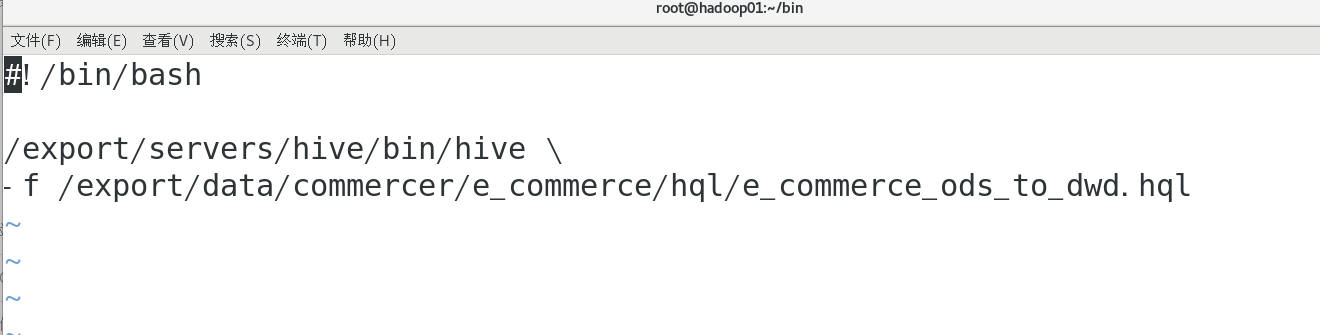 root@hadoop01:~/bin
文件(F) 编辑(E) 查看(V) 搜索(S) 终端(T) 帮助(H)
#!/bin/bash
/export/servers/hive/bin/hive \
-f /export/data/commercer/e_commerce/hql/e_commerce_ods_to_dwd.hql
~
~
~
~